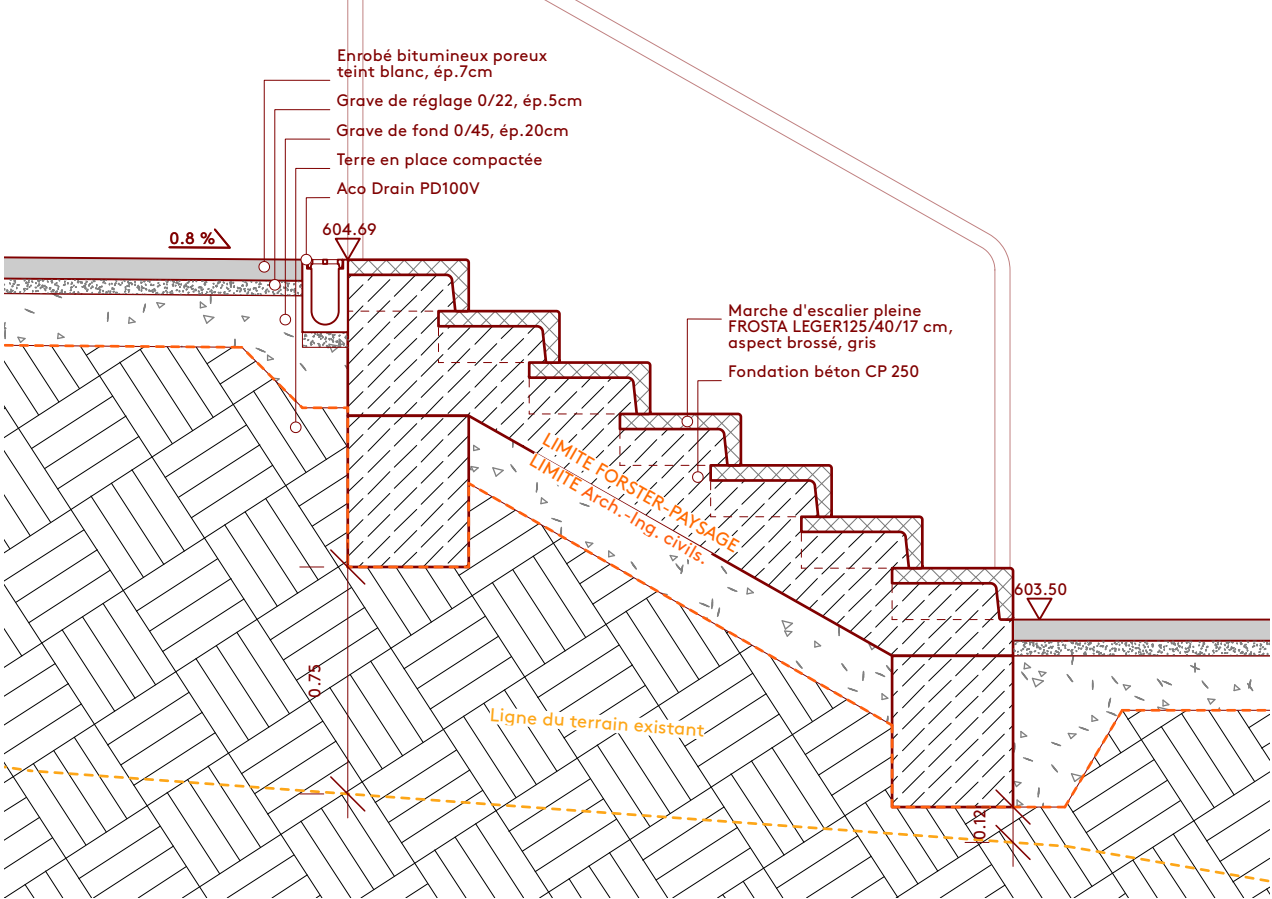 Enrobé bitumineux poreux
teint blanc, ép.7cm
Grave de réglage 0/22, ép.5cm
Grave de fond 0/45, ép.20cm
Terre en place compactée
Aco Drain PD100V
604.69
0.8 %
Marche d'escalier pleine
FROSTA LEGER125/40/17 cm,
aspect brossé, gris
Fondation béton CP 250
LIMITE FORSTER-PAYSAGE
LIMITE Arch.-Ing. civils.
603.50
0.75
Ligne du terrain existant
0.12